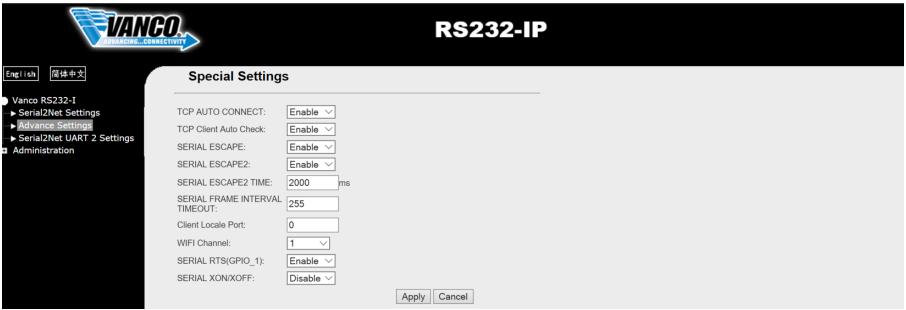 VANCO.
ADVANCING...CONNECTIVITY
RS232-IP
English 简体中文
Special Settings
Vanco RS232-I
Serial2Net Settings
Advance Settings
Serial2Net UART 2 Settings
Administration
TCP AUTO CONNECT: Enable
TCP Client Auto Check: Enable
SERIAL ESCAPE: Enable
SERIAL ESCAPE2: Enable
SERIAL ESCAPE2 TIME: 2000 ms
SERIAL FRAME INTERVAL
TIMEOUT: 255
Client Locale Port: 0
WIFI Channel: 1
SERIAL RTS(GPIO_1): Enable
SERIAL XON/XOFF: Disable
Apply Cancel